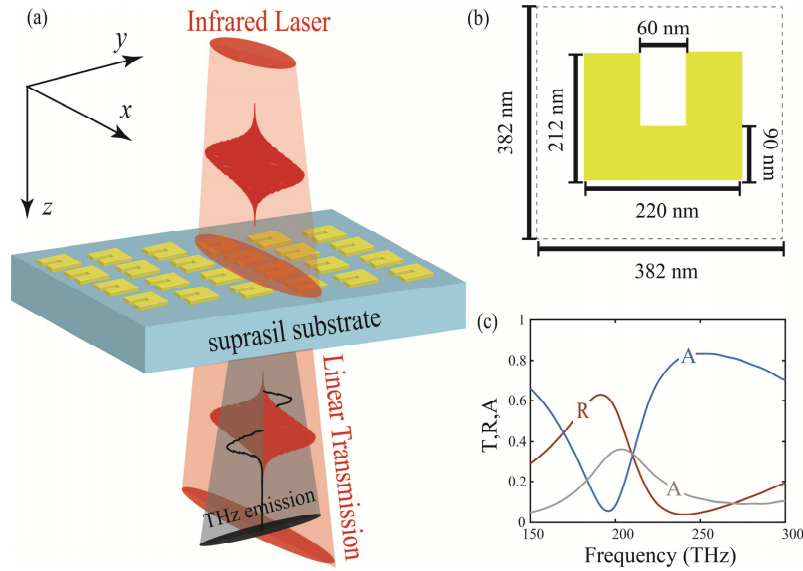 (a)
Infrared Laser
y
x
z
suprasil substrate
Linear Transmission
THz emission
(b)
60 nm
382 nm
212 nm
90 nm
220 nm
382 nm
(c)
1
0.8
0.6
0.4
0.2
0
T,R,A
R
A
A
150
200
250
300
Frequency (THz)